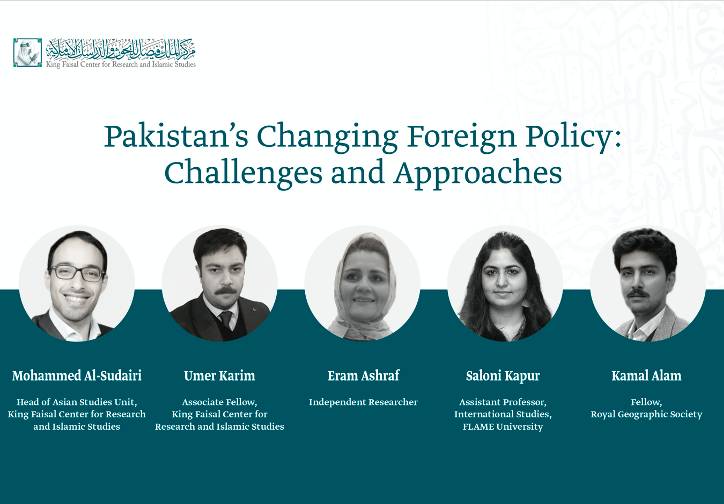 مركز الملك فيصل للبحوث والدراسات الإسلامية
King Faisal Center for Research and Islamic Studies
Pakistan’s Changing Foreign Policy:
Challenges and Approaches
Mohammed Al-Sudairi
Head of Asian Studies Unit,
King Faisal Center for Research
and Islamic Studies
Umer Karim
Associate Fellow,
King Faisal Center for
Research and Islamic Studies
Eram Ashraf
Independent Researcher
Saloni Kapur
Assistant Professor,
International Studies,
FLAME University
Kamal Alam
Fellow,
Royal Geographic Society